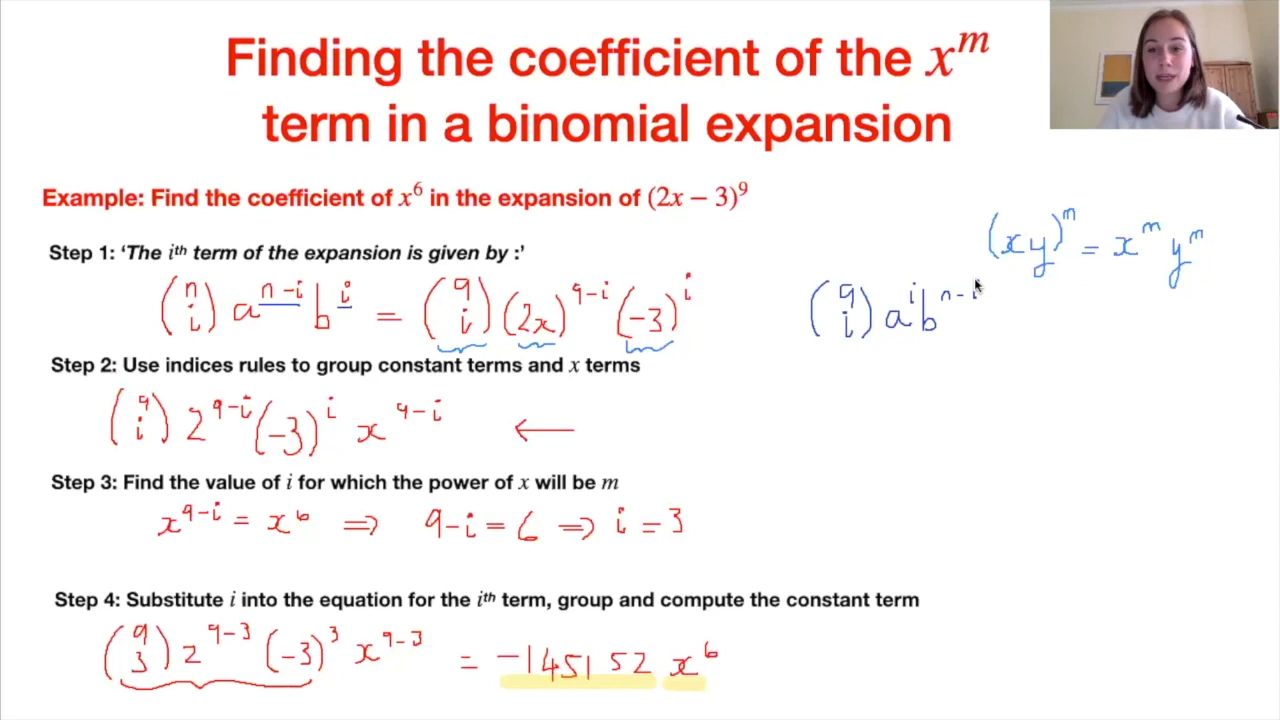 Finding the coefficient of the x^m
term in a binomial expansion
Example: Find the coefficient of x^6 in the expansion of (2x − 3)^9
(xy)^m = x^m y^m
Step 1: ‘The i^th term of the expansion is given by :’
(n i) a^n-i b^i = (9 i) (2x)^9-i (-3)^i
(9 i) a^i b^n-i
Step 2: Use indices rules to group constant terms and x terms
(9 i) 2^9-i (-3)^i x^9-i ←
Step 3: Find the value of i for which the power of x will be m
x^9-i = x^6 ⇒ 9-i = 6 ⇒ i = 3
Step 4: Substitute i into the equation for the i^th term, group and compute the constant term
(9 3) 2^9-3 (-3)^3 x^9-3 = -145152 x^6